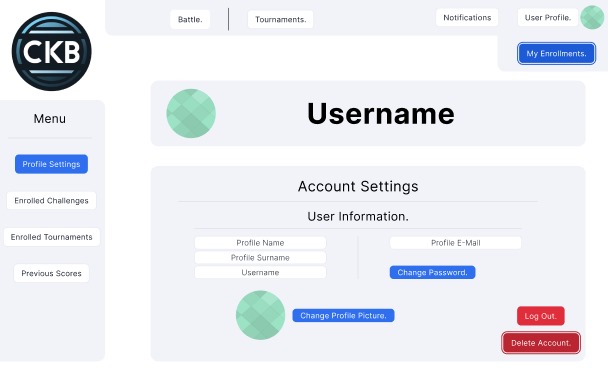 CKB
Battle.
Tournaments.
Notifications
User Profile.
My Enrollments.
Menu
Profile Settings
Enrolled Challenges
Enrolled Tournaments
Previous Scores
Username
Account Settings
User Information.
Profile Name
Profile Surname
Username
Profile E-Mail
Change Password.
Change Profile Picture.
Log Out.
Delete Account.